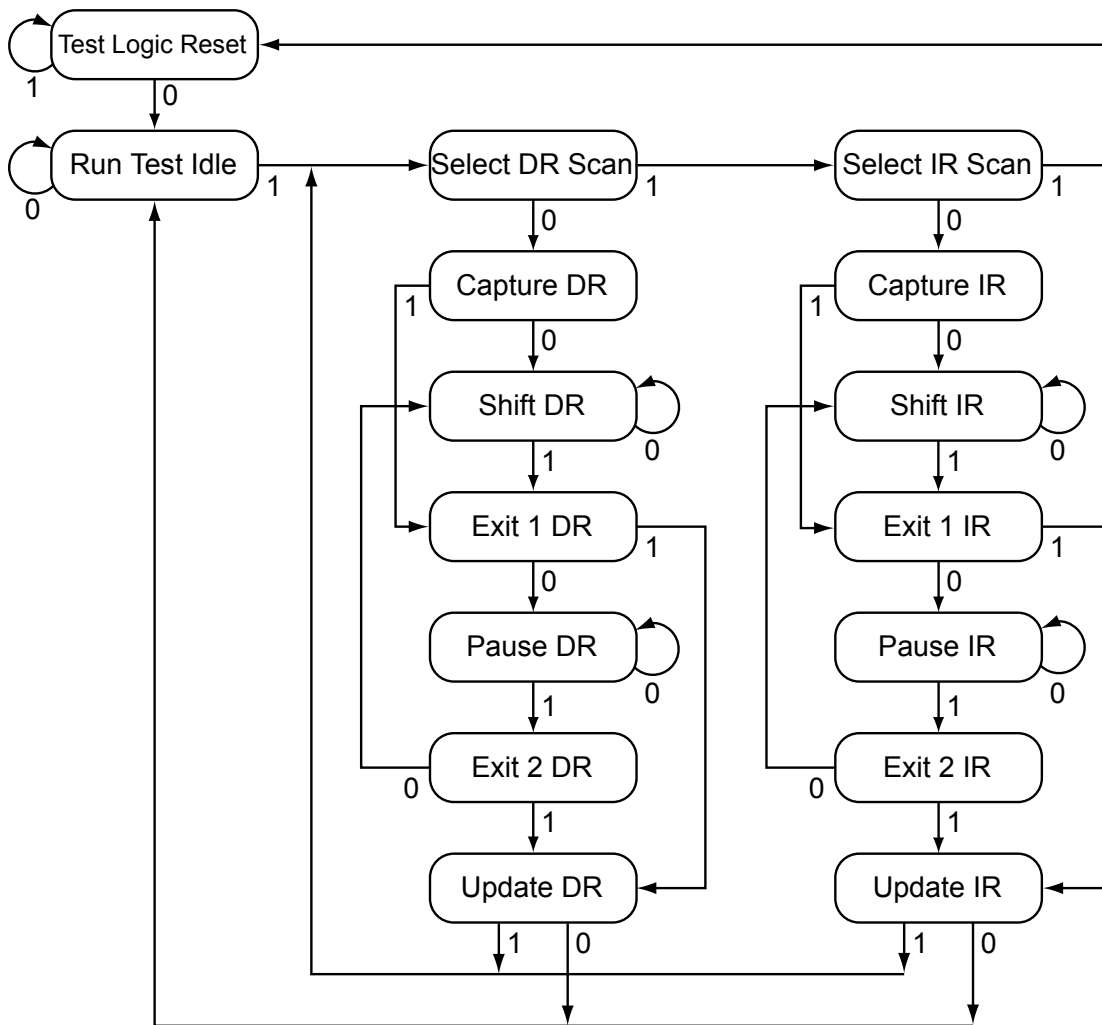 Test Logic Reset
1
0
Run Test Idle
0
1
Select DR Scan
1
0
Select IR Scan
1
0
Capture DR
1
0
Capture IR
1
0
Shift DR
0
1
Shift IR
0
1
Exit 1 DR
1
0
Exit 1 IR
1
0
Pause DR
0
1
Pause IR
0
1
Exit 2 DR
0
1
Exit 2 IR
0
1
Update DR
1 0
Update IR
1 0